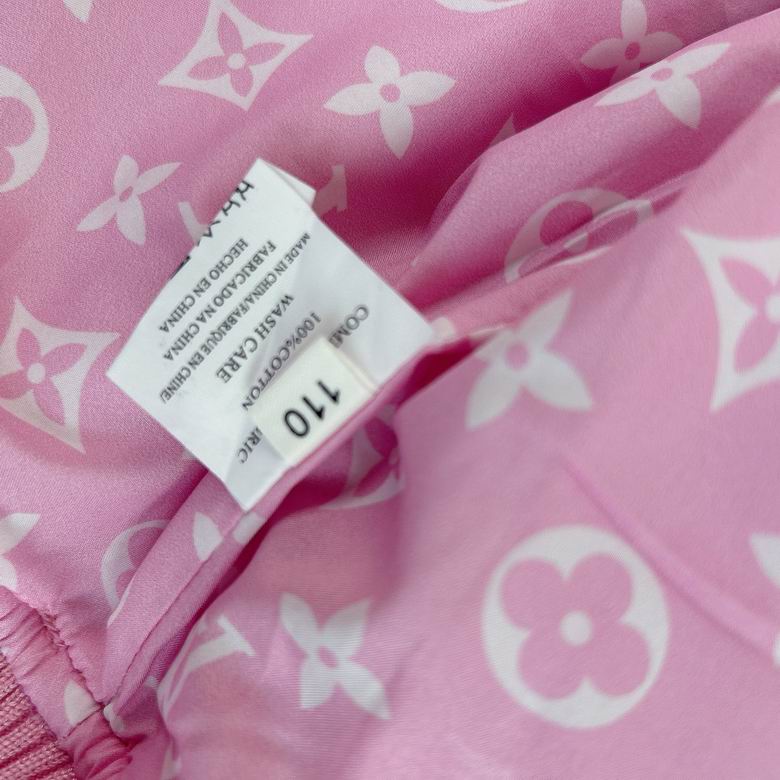 110
100%COTTON
WASH CARE
MADE IN CHINA/FABRIQUE EN CHINE
FABRICADO NA CHINA
HECHO EN CHINA